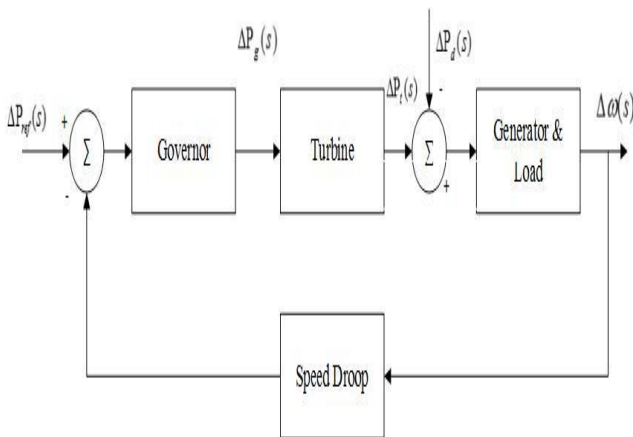 ΔP_g(s)
ΔP_d(s)
ΔP_ref(s)
+
Σ
-
Governor
Turbine
ΔP_t(s)
-
Σ
+
Generator &
Load
Δω(s)
Speed Droop